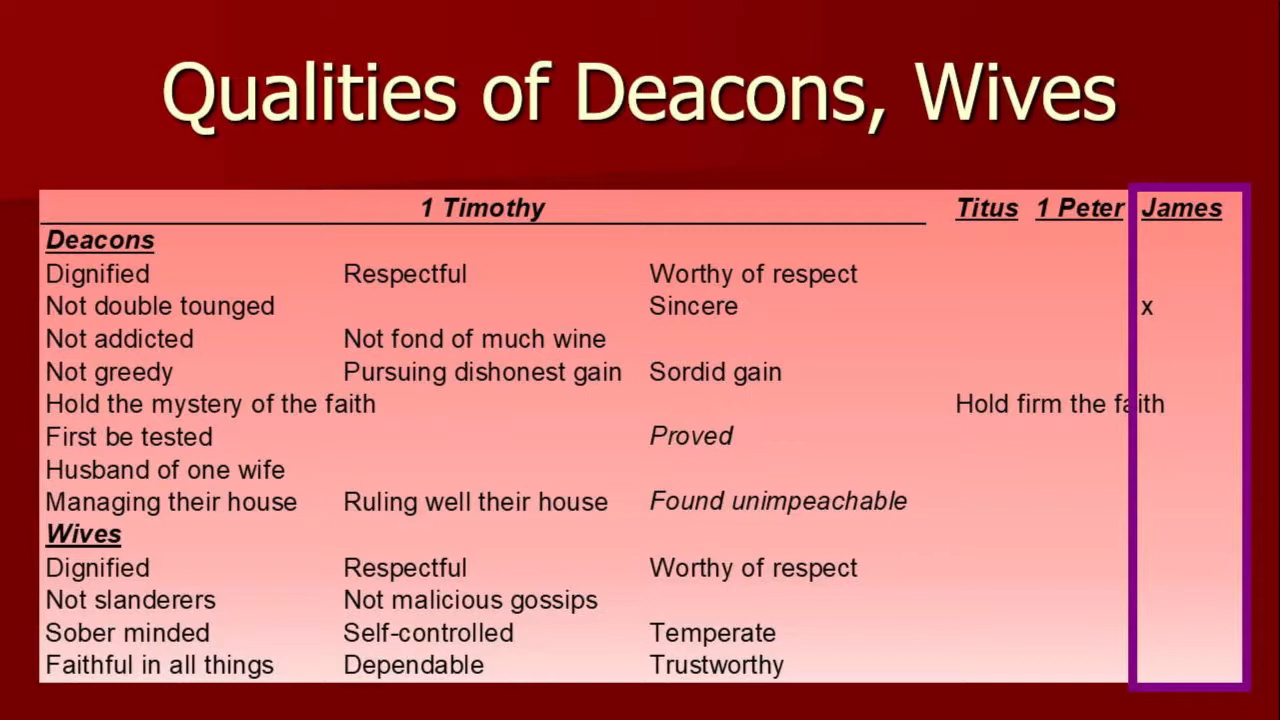 Qualities of Deacons, Wives
1 Timothy Titus 1 Peter James
Deacons
Dignified Respectful Worthy of respect
Not double tounged Sincere x
Not addicted Not fond of much wine
Not greedy Pursuing dishonest gain Sordid gain
Hold the mystery of the faith Hold firm the faith
First be tested Proved
Husband of one wife
Managing their house Ruling well their house Found unimpeachable
Wives
Dignified Respectful Worthy of respect
Not slanderers Not malicious gossips
Sober minded Self-controlled Temperate
Faithful in all things Dependable Trustworthy